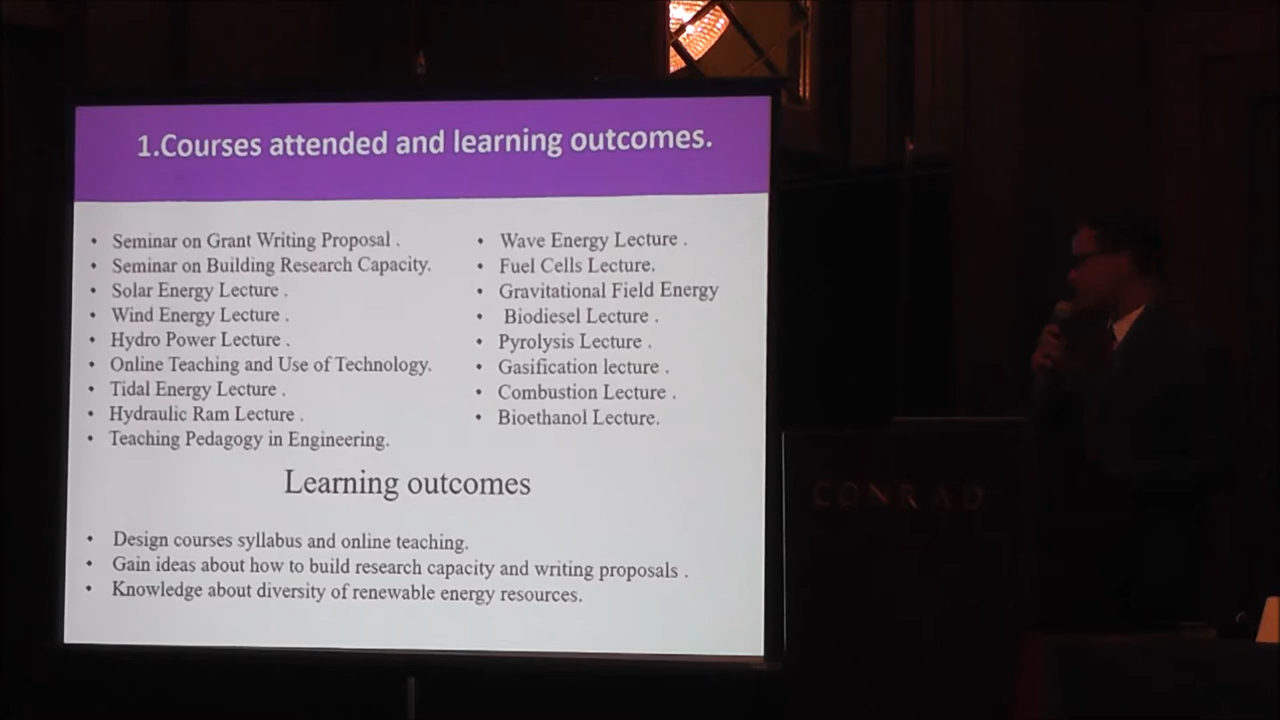 1.Courses attended and learning outcomes.
• Seminar on Grant Writing Proposal .
• Seminar on Building Research Capacity.
• Solar Energy Lecture .
• Wind Energy Lecture .
• Hydro Power Lecture .
• Online Teaching and Use of Technology.
• Tidal Energy Lecture .
• Hydraulic Ram Lecture .
• Teaching Pedagogy in Engineering.
• Wave Energy Lecture .
• Fuel Cells Lecture.
• Gravitational Field Energy
• Biodiesel Lecture .
• Pyrolysis Lecture .
• Gasification lecture .
• Combustion Lecture .
• Bioethanol Lecture.
Learning outcomes
• Design courses syllabus and online teaching.
• Gain ideas about how to build research capacity and writing proposals .
• Knowledge about diversity of renewable energy resources.
CONRAD